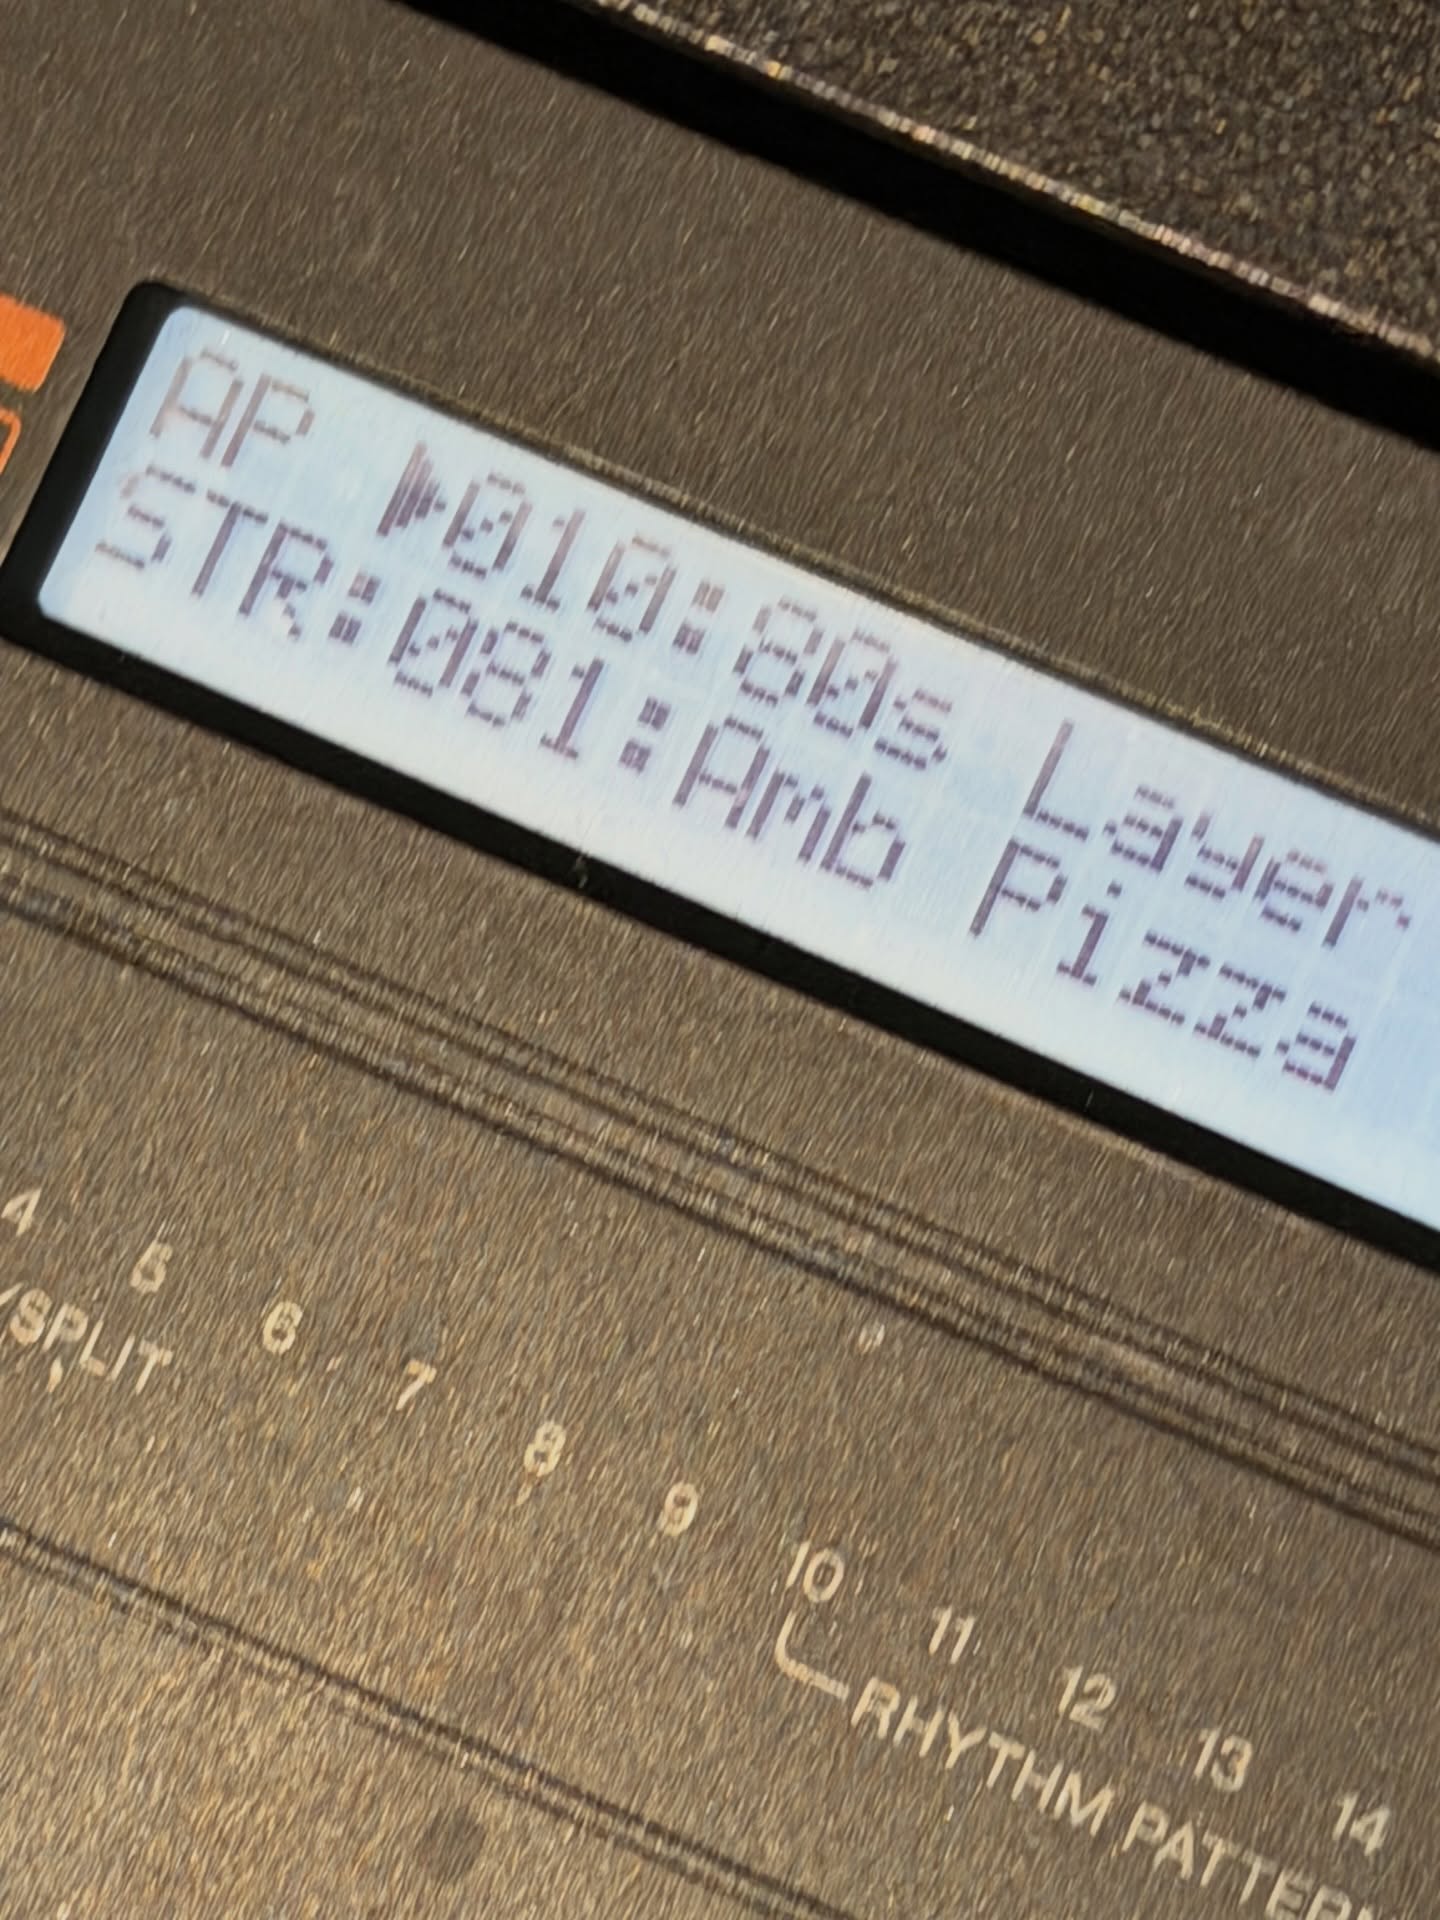 AP ▶010:80s Layer
STR:081:Amb Pizza
4 5 6 7 8 9 10 11 12 13 14
/SPLIT
RHYTHM PATTERN